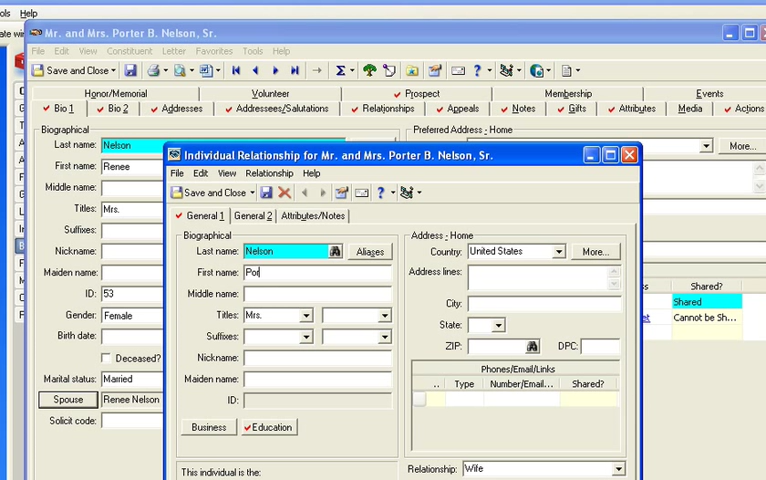 ols Help
ate wi
Mr. and Mrs. Porter B. Nelson, Sr.
File Edit View Constituent Letter Favorites Tools Help
Save and Close
Honor/Memorial Volunteer Prospect Membership Events
Bio 1 Bio 2 Addresses Addressees/Salutations Relationships Appeals Notes Gifts Attributes Media Actions
Biographical
Last name: Nelson
First name: Renee
Middle name:
Titles: Mrs.
Suffixes:
Nickname:
Maiden name:
ID: 53
Gender: Female
Birth date:
Deceased?
Marital status: Married
Spouse Renee Nelson
Solicit code:
Preferred Address - Home
More...
ss Shared?
Shared
et Cannot be Sh...
Individual Relationship for Mr. and Mrs. Porter B. Nelson, Sr.
File Edit View Relationship Help
Save and Close
General 1 General 2 Attributes/Notes
Biographical
Last name: Nelson Aliases
First name: Por
Middle name:
Titles: Mrs.
Suffixes:
Nickname:
Maiden name:
ID:
Business Education
This individual is the:
Address - Home
Country: United States More...
Address lines:
City:
State:
ZIP: DPC:
Phones/Email/Links
.. Type Number/Email... Shared?
Relationship: Wife